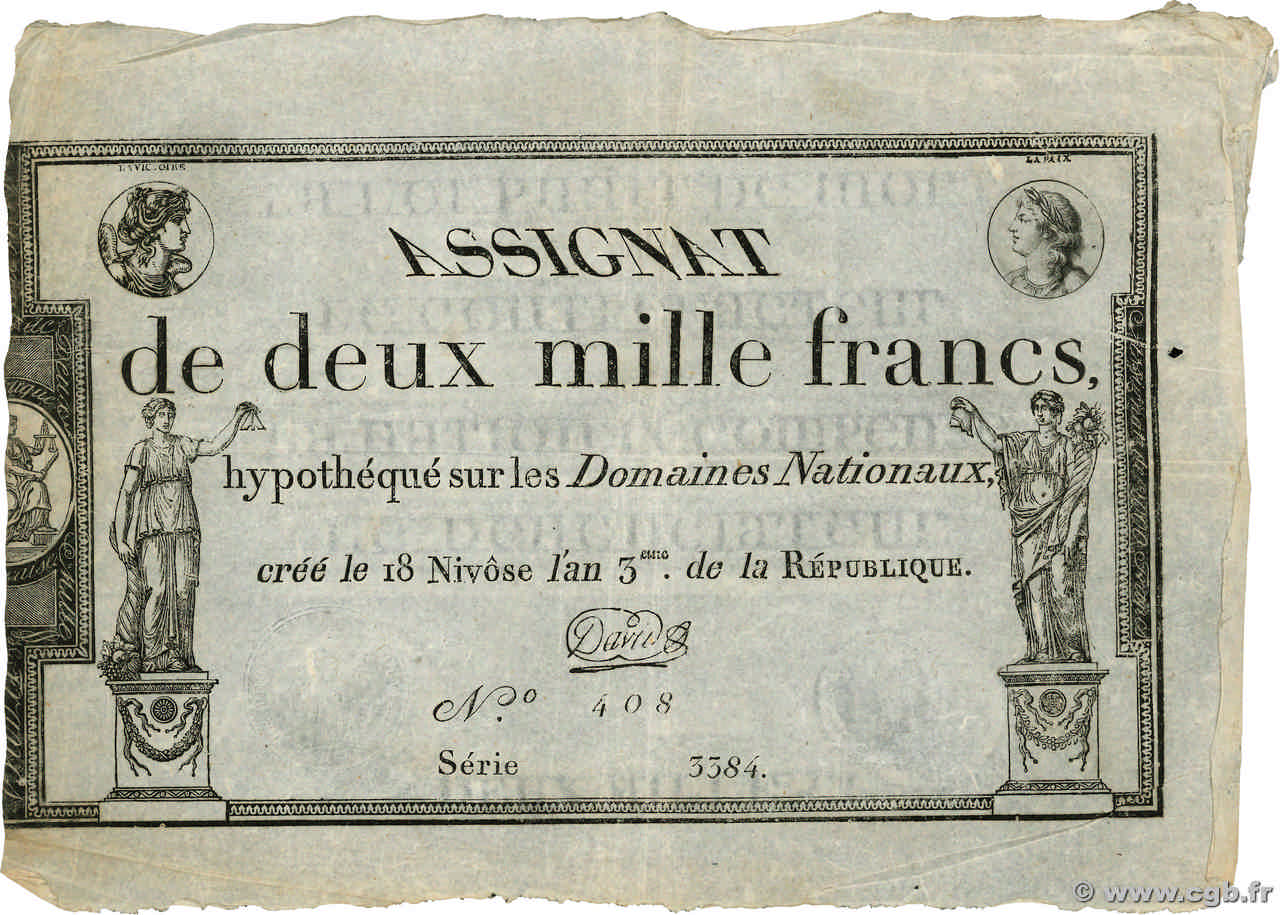 LA VICTOIRE
LA PAIX
ASSIGNAT
de deux mille francs,
hypothéqué sur les Domaines Nationaux,
créé le 18 Nivôse l'an 3eme. de la RÉPUBLIQUE.
David
N.º 408
Série 3384.
© www.cgb.fr